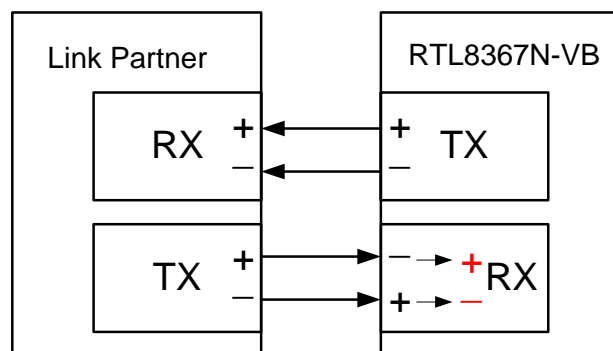 Link Partner
RTL8367N-VB
RX + +  TX
− −
TX + − +
RX
− + −